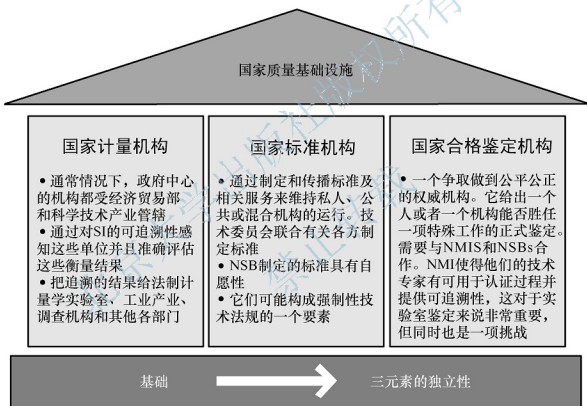 国家质量基础设施
国家计量机构
• 通常情况下，政府中心
的机构都受经济贸易部
和科学技术产业管辖
• 通过对SI的可追溯性感
知这些单位并且准确评估
这些衡量结果
• 把追溯的结果给法制计
量学实验室、工业产业、
调查机构和其他各部门
国家标准机构
• 通过制定和传播标准及
相关服务来维持私人、公
共或混合机构的运行。技
术委员会联合有关各方制
定标准
• NSB制定的标准具有自
愿性
• 它们可能构成强制性技
术法规的一个要素
国家合格鉴定机构
• 一个争取做到公平公正
的权威机构。它给出一个
人或者一个机构能否胜任
一项特殊工作的正式鉴定。
需要与NMIS和NSBs合
作。NMI使得他们的技术
专家有可用于认证过程并
提供可追溯性，这对于实
验室鉴定来说非常重要，
但同时也是一项挑战
基础
三元素的独立性